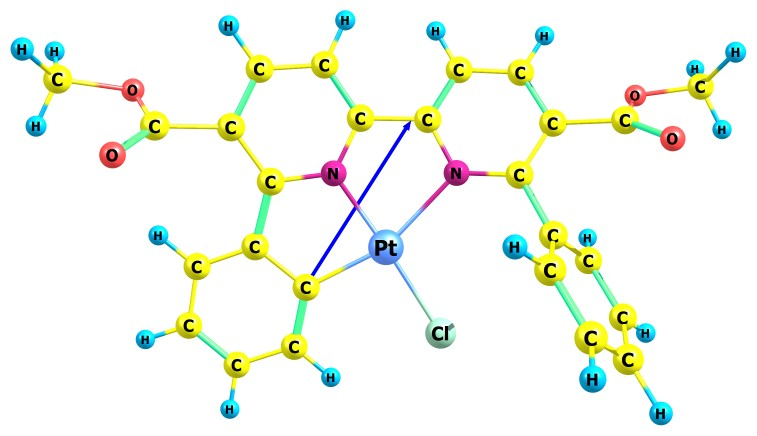 H H H H
H H C C C C H H
C O O C
C C C C C C H
O O
H C N N C
H C Pt C H
C C C C
H C C Cl C C H
C C C
H H H H